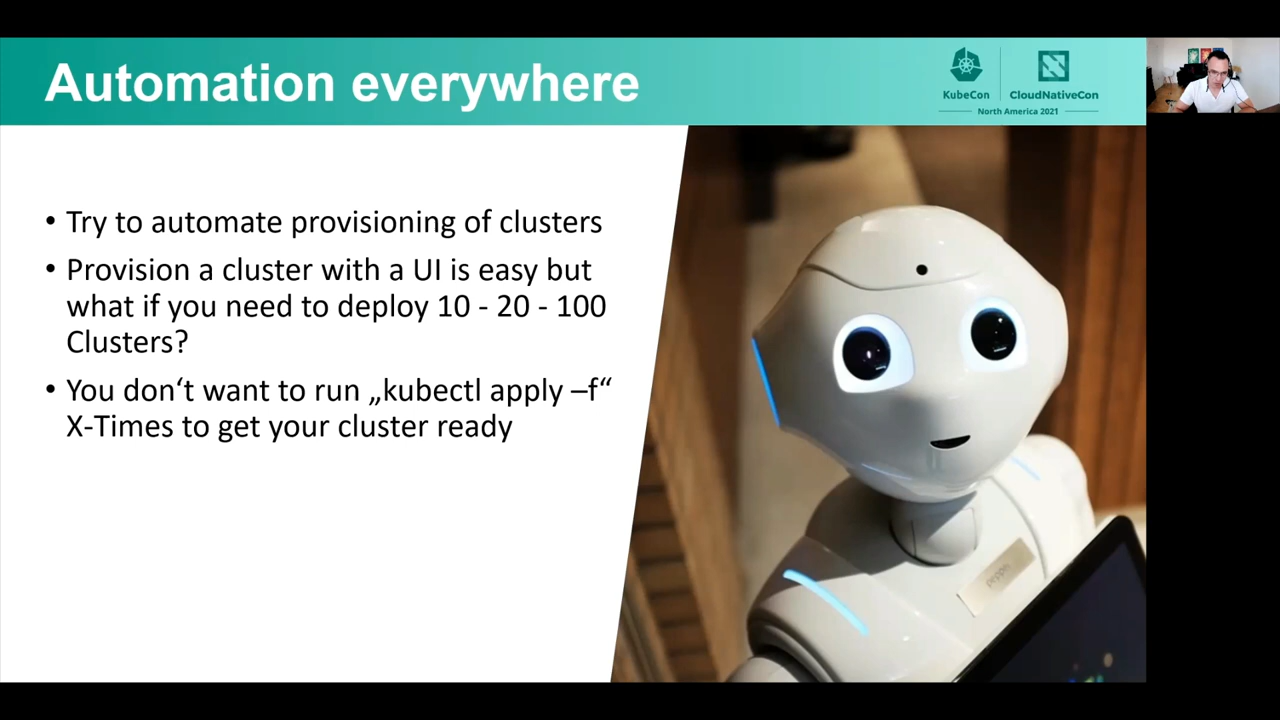 Automation everywhere
KubeCon
CloudNativeCon
North America 2021
• Try to automate provisioning of clusters
• Provision a cluster with a UI is easy but
what if you need to deploy 10 - 20 - 100
Clusters?
• You don‘t want to run „kubectl apply –f“
X-Times to get your cluster ready
pepper